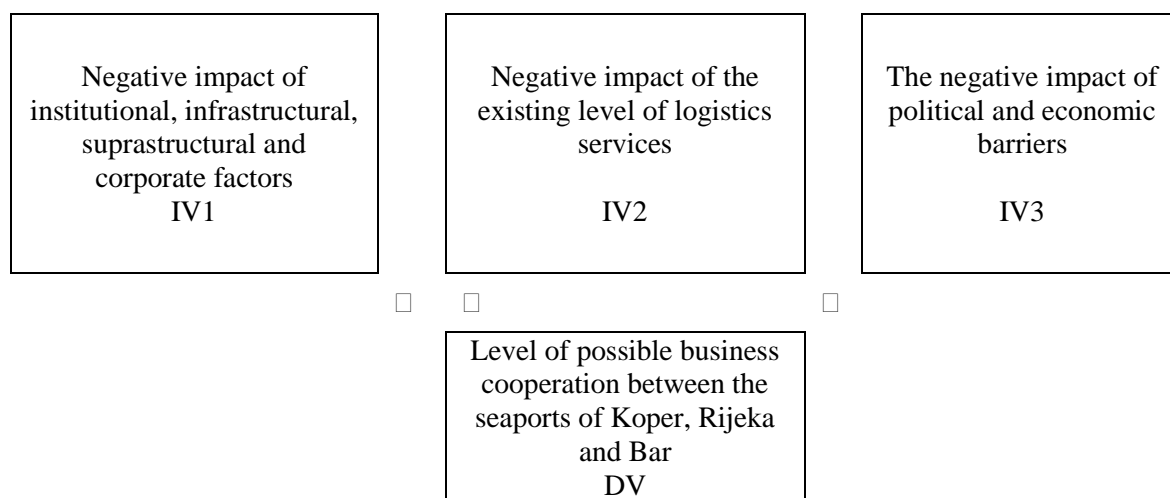 Negative impact of
institutional, infrastructural,
suprastructural and
corporate factors
IV1
Negative impact of the
existing level of logistics
services
IV2
The negative impact of
political and economic
barriers
IV3
Level of possible business
cooperation between the
seaports of Koper, Rijeka
and Bar
DV